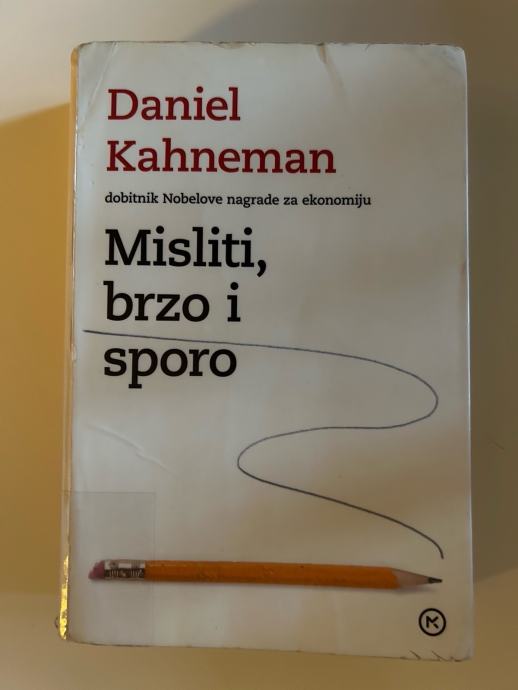 Daniel
Kahneman
dobitnik Nobelove nagrade za ekonomiju
Misliti,
brzo i
sporo